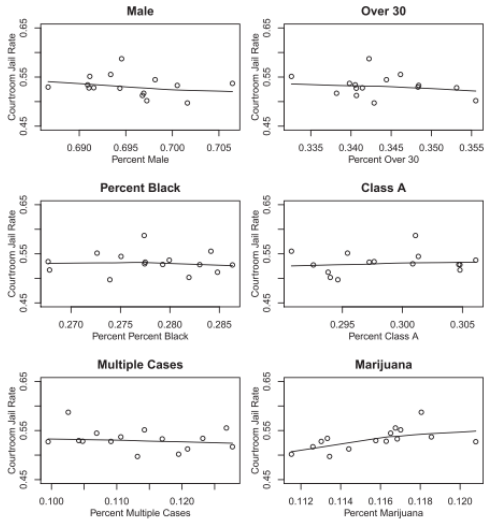 Male
Courtroom Jail Rate
0.45 0.55 0.65
0.690 0.695 0.700 0.705
Percent Male
Over 30
Courtroom Jail Rate
0.45 0.55 0.65
0.335 0.340 0.345 0.350 0.355
Percent Over 30
Percent Black
Courtroom Jail Rate
0.45 0.55 0.65
0.270 0.275 0.280 0.285
Percent Percent Black
Class A
Courtroom Jail Rate
0.45 0.55 0.65
0.295 0.300 0.305
Percent Class A
Multiple Cases
Courtroom Jail Rate
0.45 0.55 0.65
0.100 0.110 0.120
Percent Multiple Cases
Marijuana
Courtroom Jail Rate
0.45 0.55 0.65
0.112 0.114 0.116 0.118 0.120
Percent Marijuana